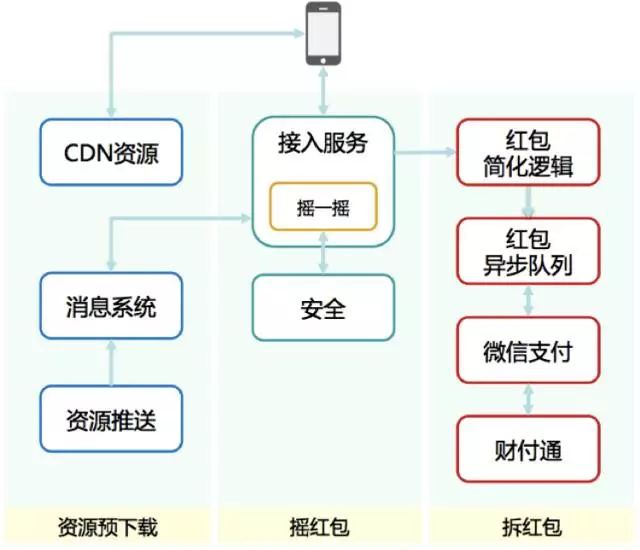 CDN资源
消息系统
资源推送
资源预下载
接入服务
摇一摇
安全
摇红包
红包
简化逻辑
红包
异步队列
微信支付
财付通
拆红包